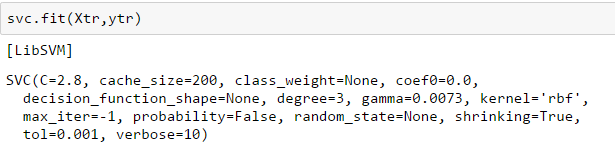 svc.fit(Xtr,ytr)
[LibSVM]
SVC(C=2.8, cache_size=200, class_weight=None, coef0=0.0,
  decision_function_shape=None, degree=3, gamma=0.0073, kernel='rbf',
  max_iter=-1, probability=False, random_state=None, shrinking=True,
  tol=0.001, verbose=10)